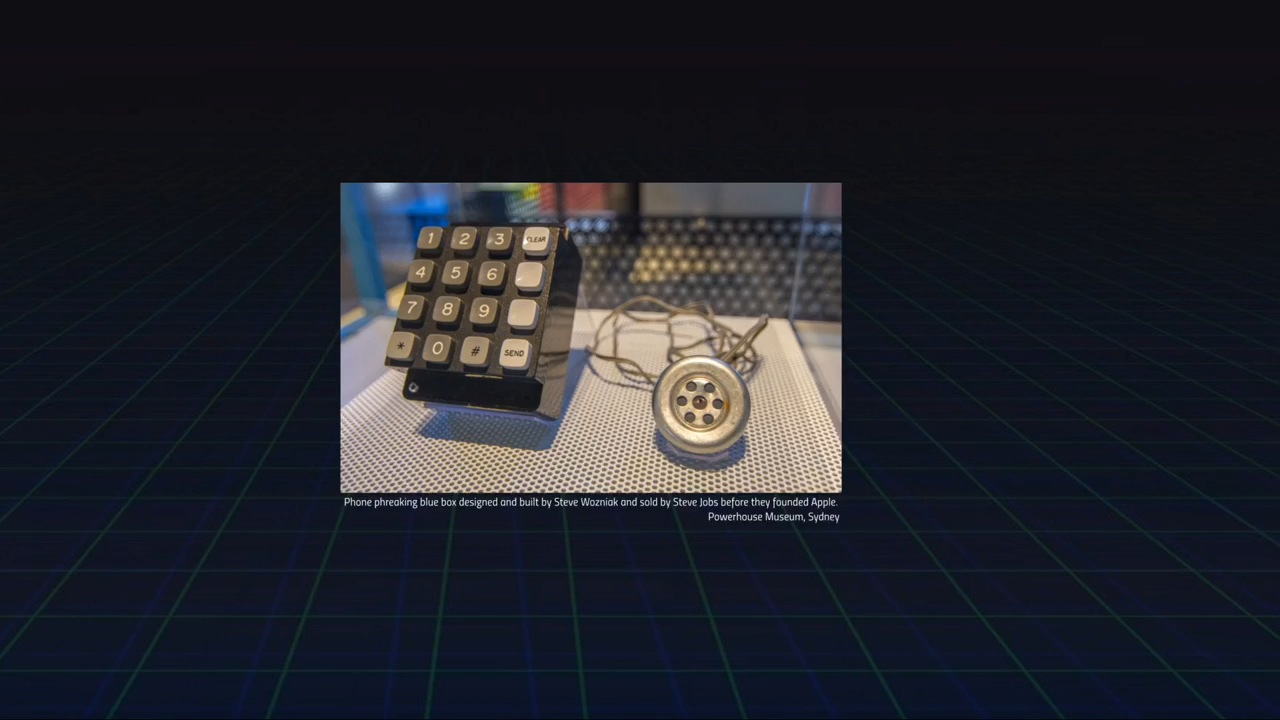 1 2 3 CLEAR
4 5 6
7 8 9
* 0 # SEND
Phone phreaking blue box designed and built by Steve Wozniak and sold by Steve Jobs before they founded Apple.
Powerhouse Museum, Sydney